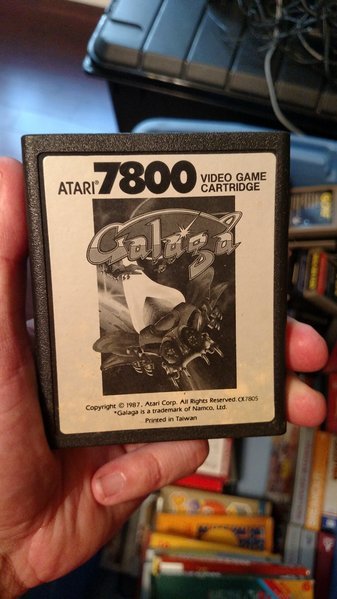 ATARI® 7800 VIDEO GAME
CARTRIDGE
Galaga
Copyright © 1987, Atari Corp. All Rights Reserved. CX7805
*Galaga is a trademark of Namco, Ltd.
Printed in Taiwan